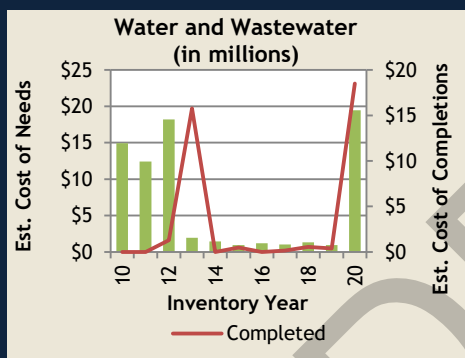 Water and Wastewater
(in millions)
Est. Cost of Needs
$25
$20
$15
$10
$5
$0
$20
$15
$10
$5
$0
Est. Cost of Completions
10
12
14
16
18
20
Inventory Year
Completed